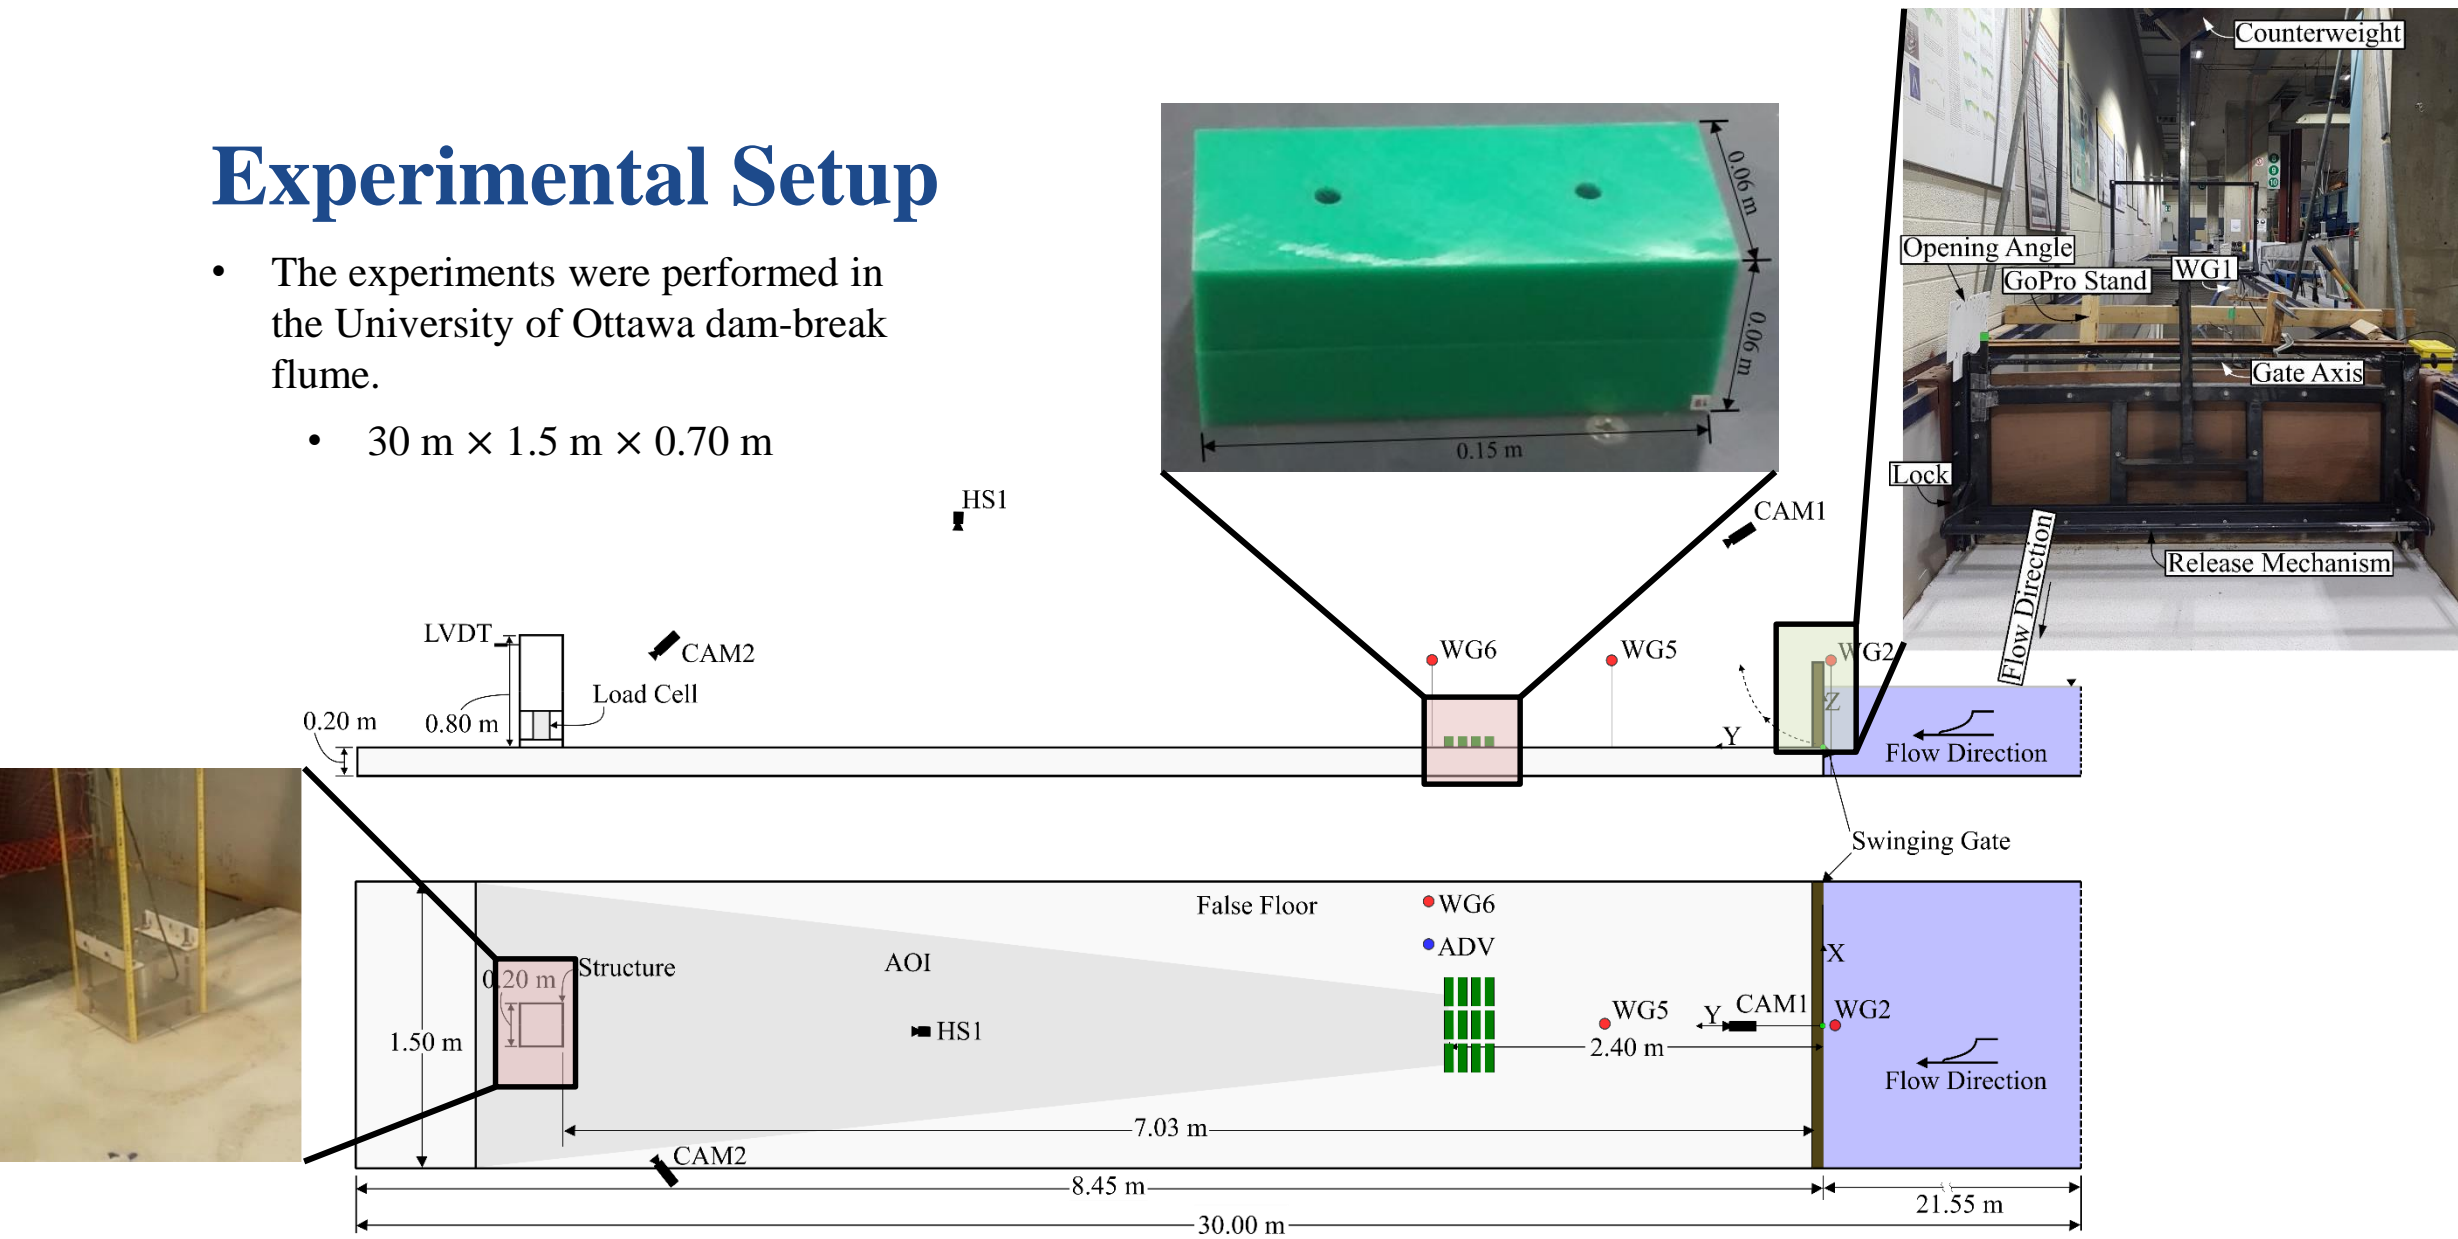 Experimental Setup
• The experiments were performed in
the University of Ottawa dam-break
flume.
• 30 m × 1.5 m × 0.70 m
0.06 m
0.06 m
0.15 m
Counterweight
Opening Angle
GoPro Stand
WG1
Gate Axis
Lock
Release Mechanism
Flow Direction
HS1
CAM1
LVDT
CAM2
Load Cell
0.20 m
0.80 m
WG6
WG5
WG2
Z
Y
Flow Direction
Swinging Gate
False Floor
WG6
ADV
AOI
X
0.20 m
Structure
HS1
WG5
Y
CAM1
WG2
1.50 m
2.40 m
Flow Direction
7.03 m
CAM2
8.45 m
21.55 m
30.00 m